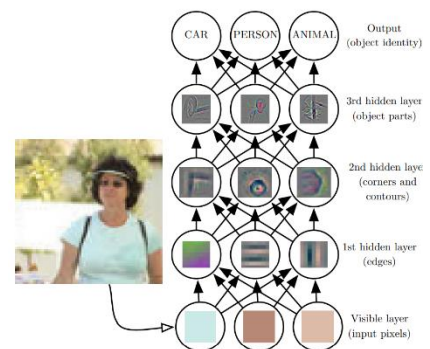 CAR PERSON ANIMAL
Output
(object identity)
3rd hidden layer
(object parts)
2nd hidden layer
(corners and
contours)
1st hidden layer
(edges)
Visible layer
(input pixels)